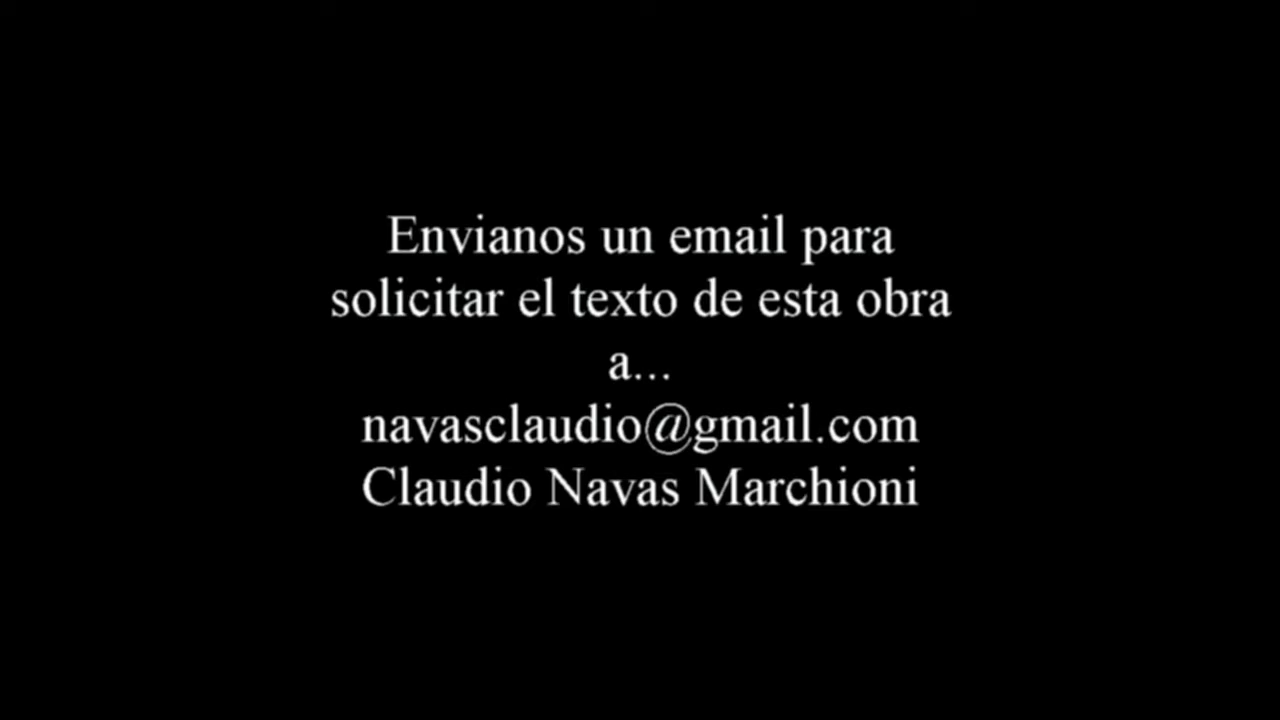 Envianos un email para
solicitar el texto de esta obra
a...
navasclaudio@gmail.com
Claudio Navas Marchioni